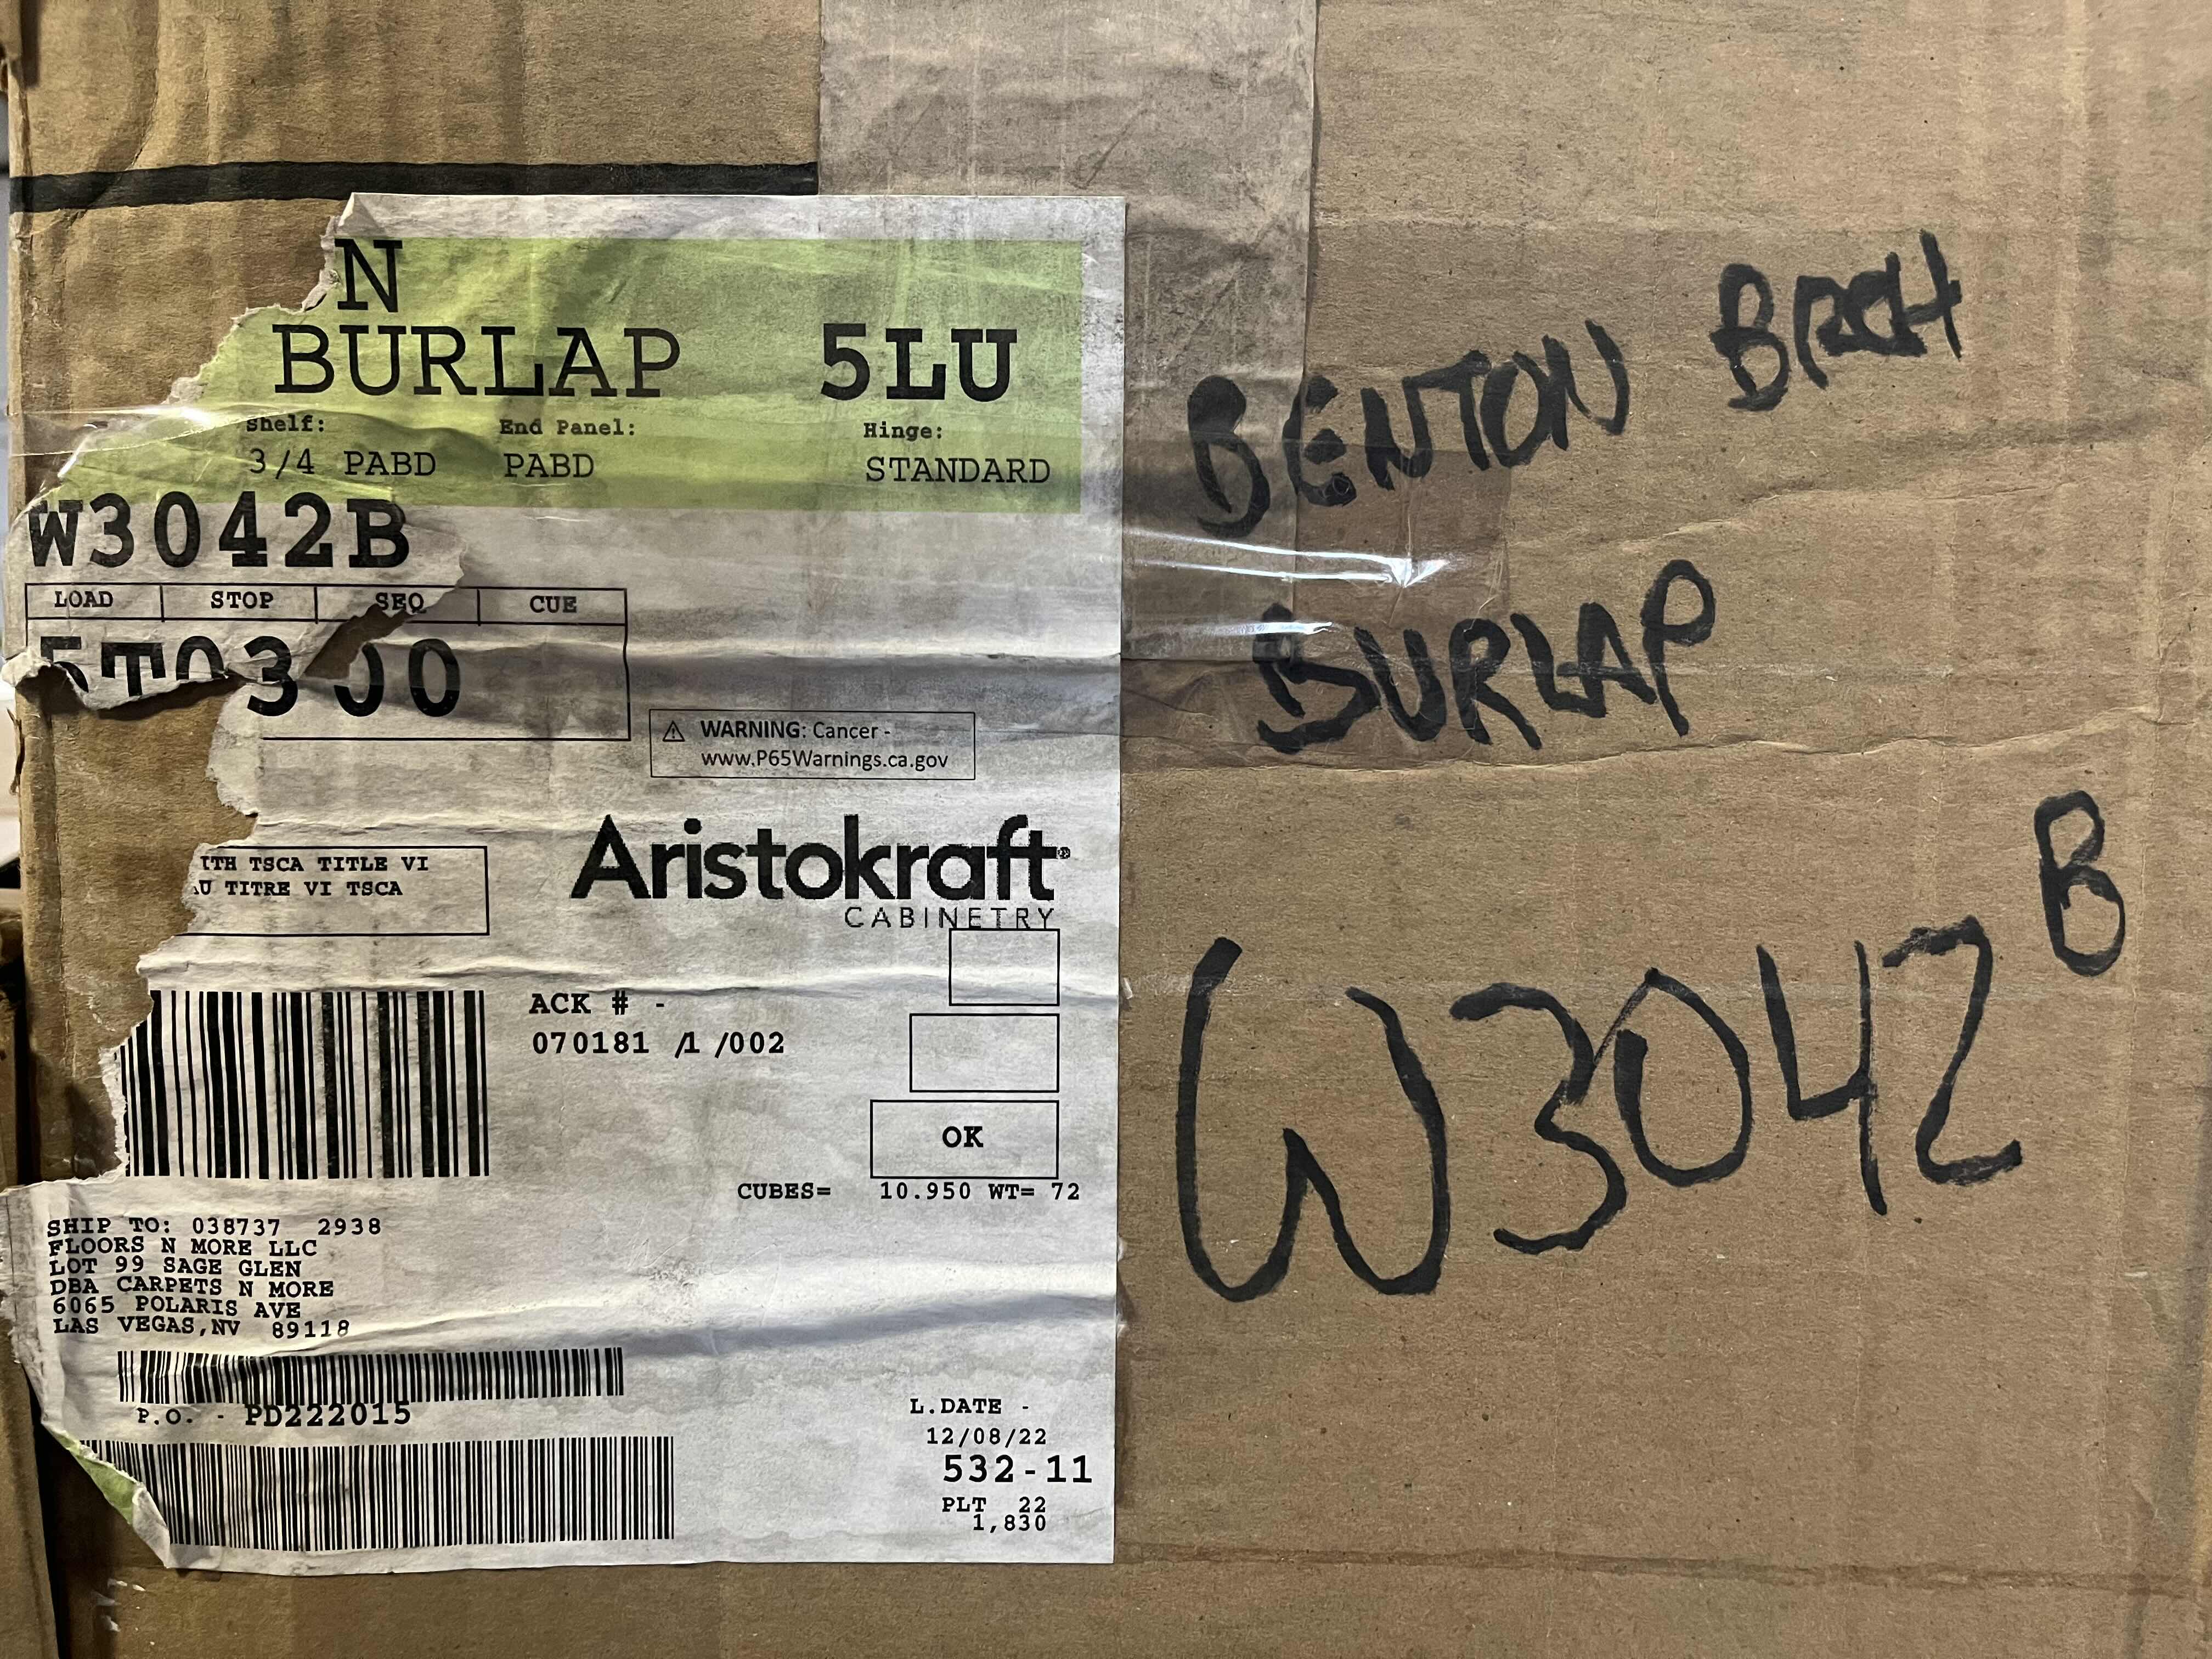 N
BURLAP 5LU
Shelf: End Panel: Hinge:
3/4 PABD PABD STANDARD
W3042B
LOAD STOP SEQ CUE
WARNING: Cancer -
www.P65Warnings.ca.gov
Aristokraft
CABINETRY
TSCA TITLE VI
TITRE VI TSCA
ACK # -
070181 /1 /002
OK
CUBES= 10.950 WT= 72
SHIP TO: 038737 2938
FLOORS N MORE LLC
LOT 99 SAGE GLEN
DBA CARPETS N MORE
6065 POLARIS AVE
LAS VEGAS,NV 89118
P.O. - PD222015
L.DATE -
12/08/22
532-11
PLT 22
1,830
BENTON
BURLAP
W3042B